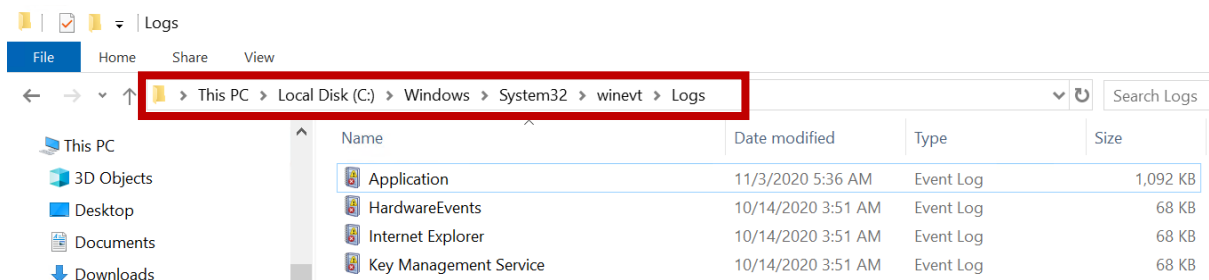 Logs
File Home Share View
This PC > Local Disk (C:) > Windows > System32 > winevt > Logs Search Logs
This PC
3D Objects
Desktop
Documents
Downloads
Name Date modified Type Size
Application 11/3/2020 5:36 AM Event Log 1,092 KB
HardwareEvents 10/14/2020 3:51 AM Event Log 68 KB
Internet Explorer 10/14/2020 3:51 AM Event Log 68 KB
Key Management Service 10/14/2020 3:51 AM Event Log 68 KB